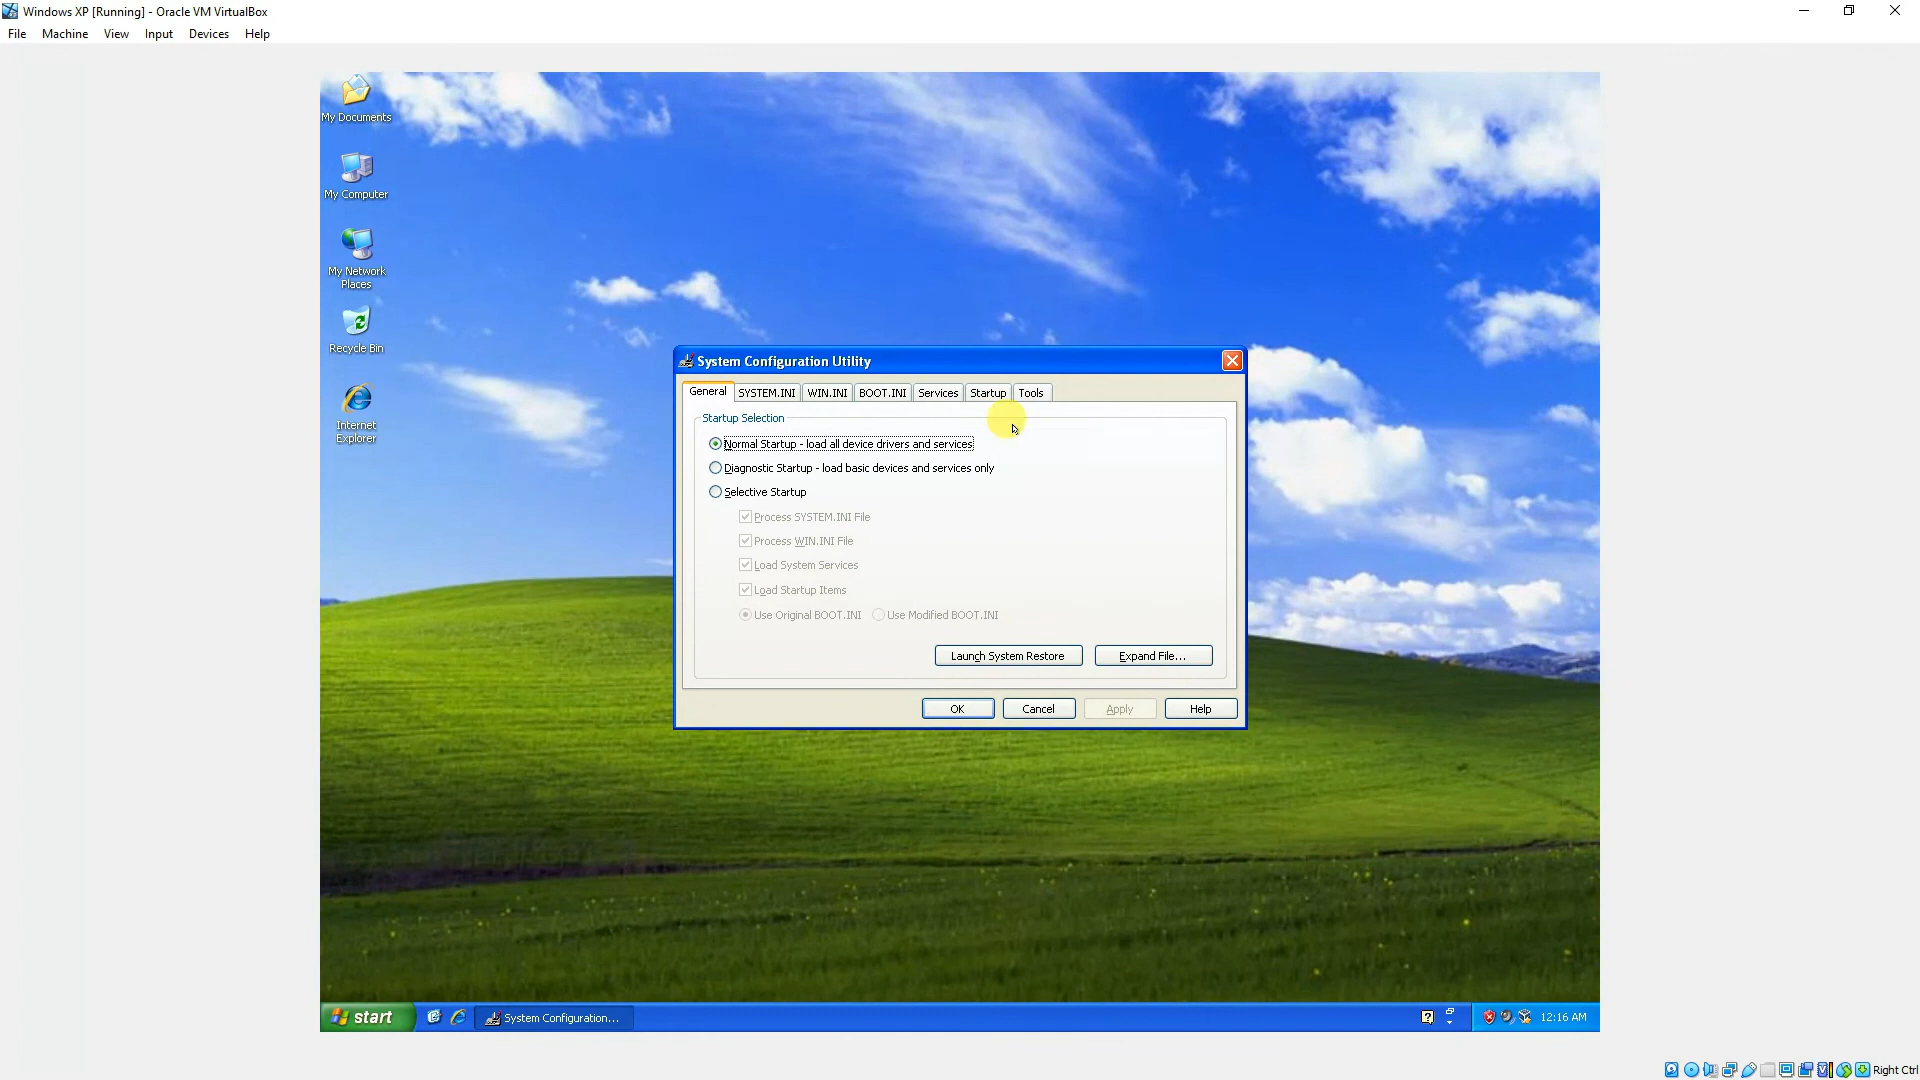 Windows XP [Running] - Oracle VM VirtualBox
File Machine View Input Devices Help
My Documents
My Computer
My Network
Places
Recycle Bin
Internet
Explorer
System Configuration Utility
General SYSTEM.INI WIN.INI BOOT.INI Services Startup Tools
Startup Selection
Normal Startup - load all device drivers and services
Diagnostic Startup - load basic devices and services only
Selective Startup
Process SYSTEM.INI File
Process WIN.INI File
Load System Services
Load Startup Items
Use Original BOOT.INI Use Modified BOOT.INI
Launch System Restore Expand File...
OK Cancel Apply Help
start System Configuration... 12:16 AM
Right Ctrl